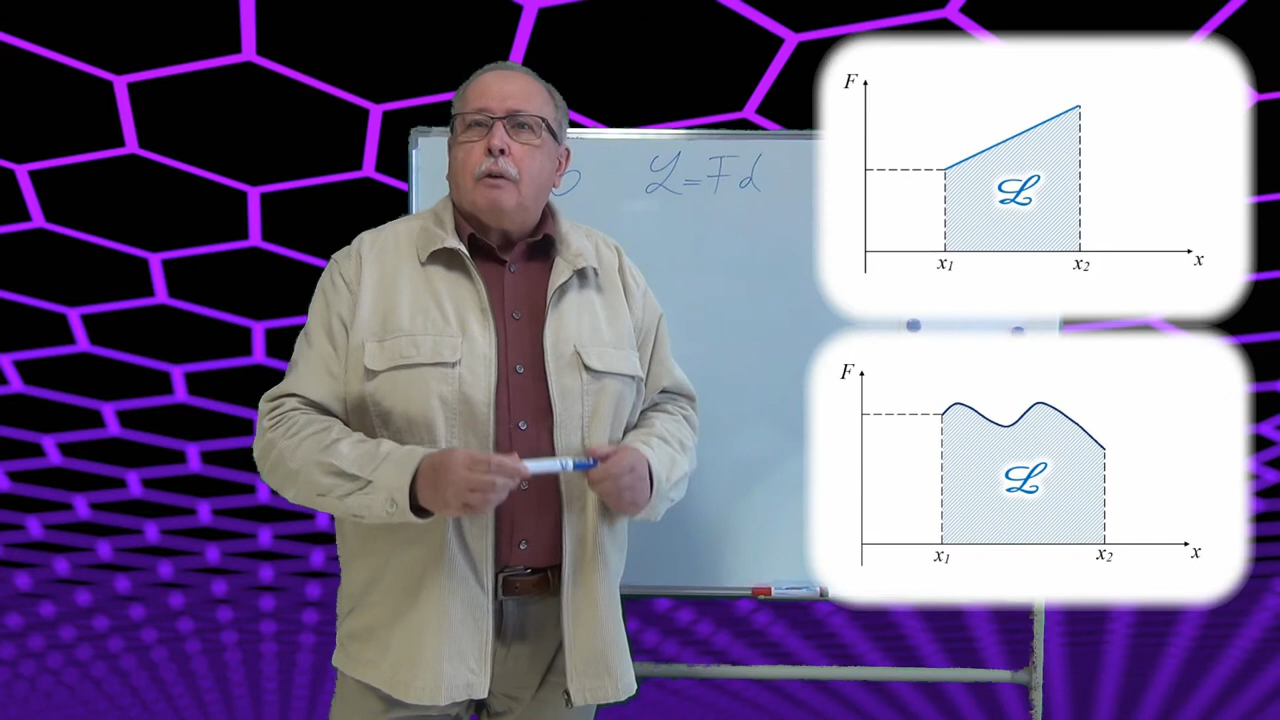 ℒ = Fd
F
ℒ
x₁ x₂ x
F
ℒ
x₁ x₂ x